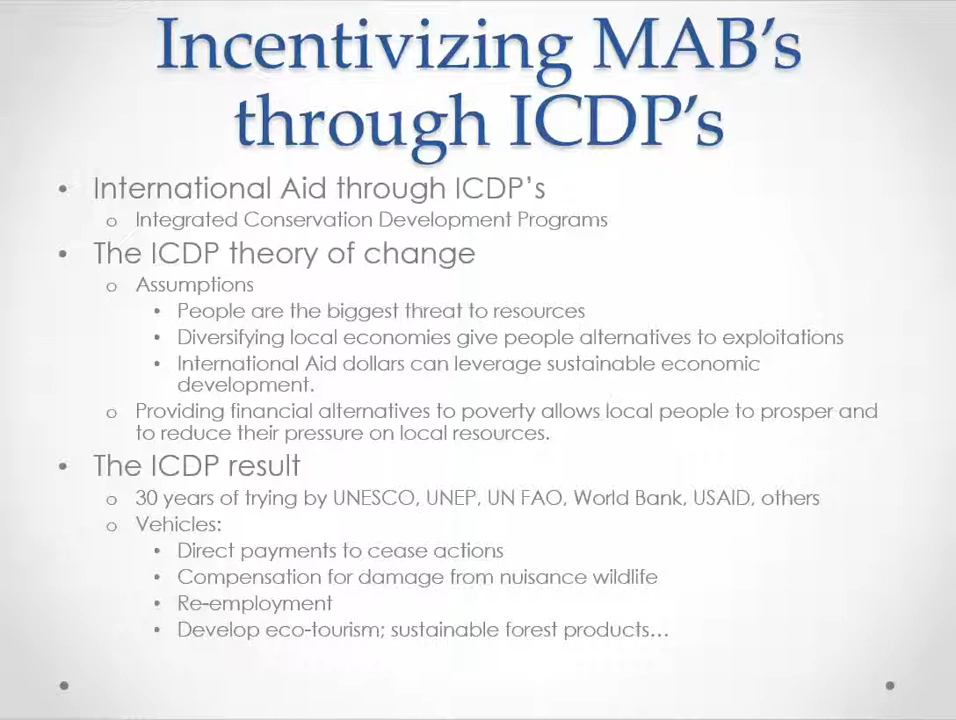 Incentivizing MAB's
through ICDP's
• International Aid through ICDP's
o Integrated Conservation Development Programs
• The ICDP theory of change
o Assumptions
• People are the biggest threat to resources
• Diversifying local economies give people alternatives to exploitations
• International Aid dollars can leverage sustainable economic
development.
o Providing financial alternatives to poverty allows local people to prosper and
to reduce their pressure on local resources.
• The ICDP result
o 30 years of trying by UNESCO, UNEP, UN FAO, World Bank, USAID, others
o Vehicles:
• Direct payments to cease actions
• Compensation for damage from nuisance wildlife
• Re-employment
• Develop eco-tourism; sustainable forest products…